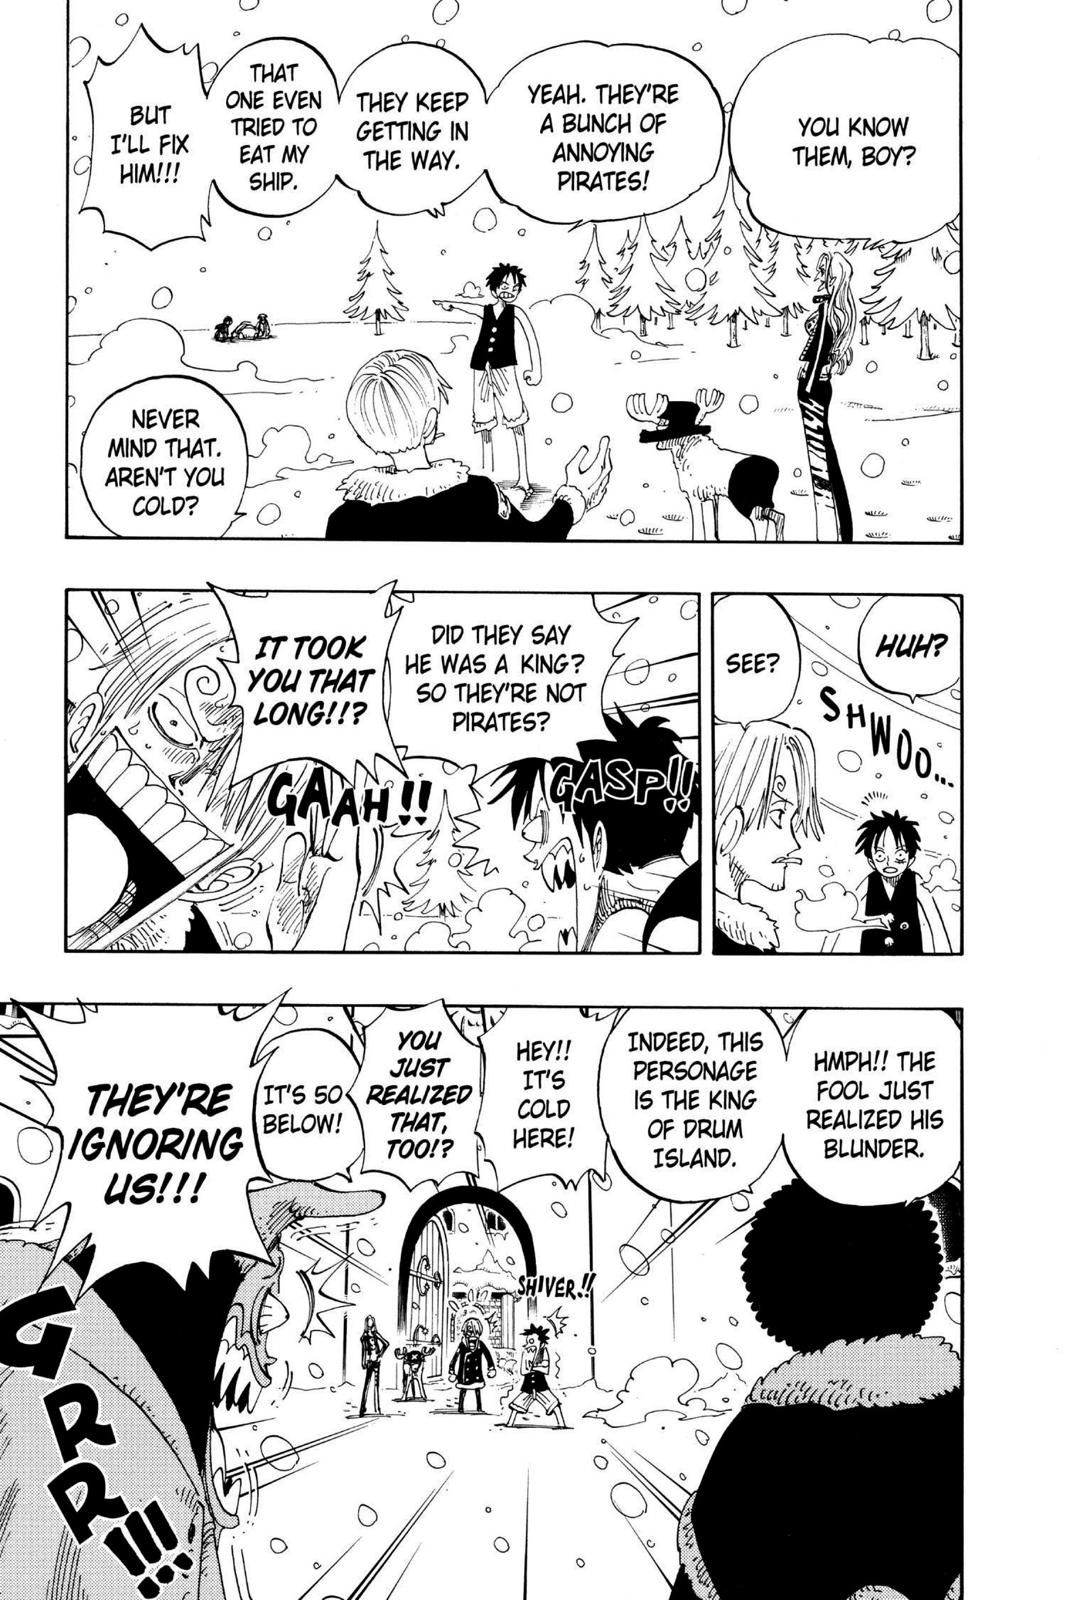 YOU KNOW
THEM, BOY?
YEAH. THEY'RE
A BUNCH OF
ANNOYING
PIRATES!
THEY KEEP
GETTING IN
THE WAY.
THAT
ONE EVEN
TRIED TO
EAT MY
SHIP.
BUT
I'LL FIX
HIM!!!
NEVER
MIND THAT.
AREN'T YOU
COLD?
HUH?
SEE?
SHWOO...
DID THEY SAY
HE WAS A KING?
SO THEY'RE NOT
PIRATES?
GASP!!
IT TOOK
YOU THAT
LONG!!?
GAAH!!
HMPH!! THE
FOOL JUST
REALIZED HIS
BLUNDER.
INDEED, THIS
PERSONAGE
IS THE KING
OF DRUM
ISLAND.
HEY!!
IT'S
COLD
HERE!
YOU
JUST
REALIZED
THAT,
TOO!?
IT'S 50
BELOW!
SHIVER!!
THEY'RE
IGNORING
US!!!
GRR!!!